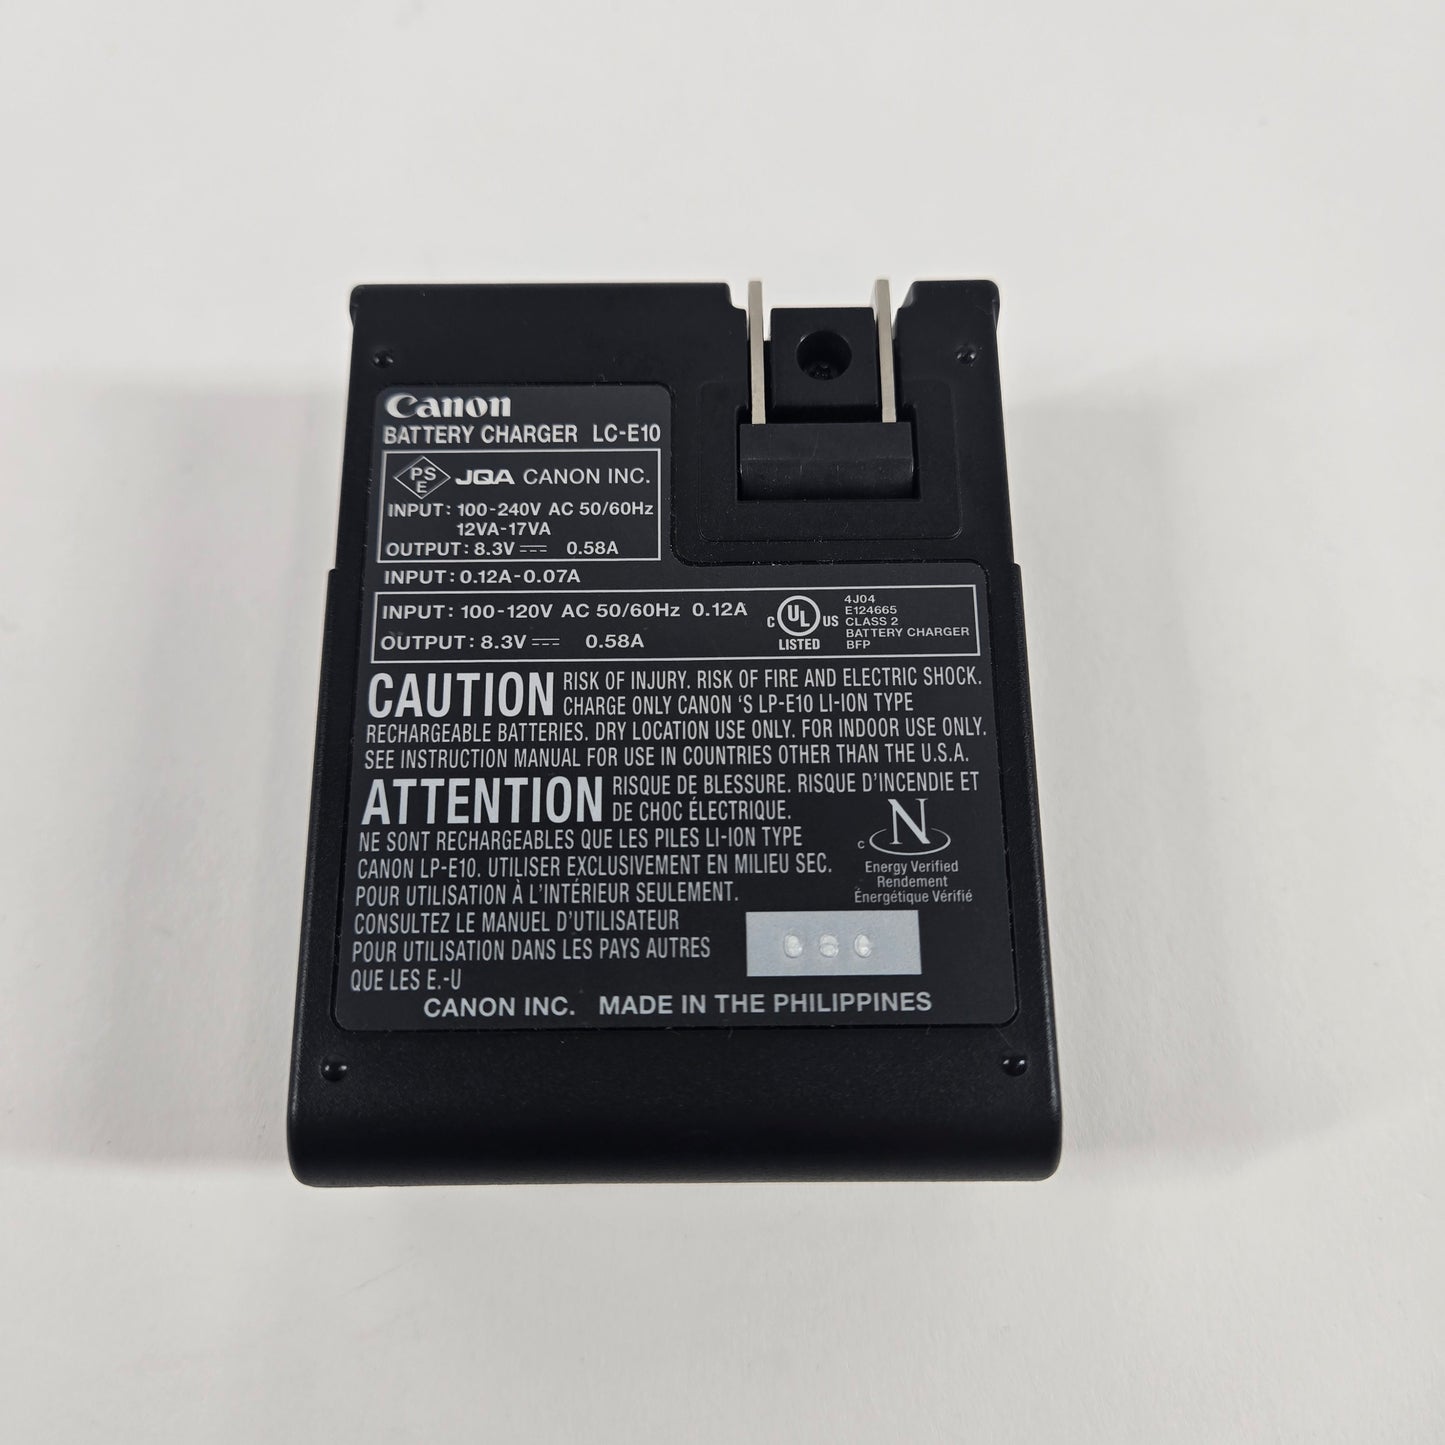 Canon
BATTERY CHARGER LC-E10
PS
E
JQA CANON INC.
INPUT: 100-240V AC 50/60Hz
12VA-17VA
OUTPUT: 8.3V ⎓ 0.58A
INPUT: 0.12A-0.07A
INPUT: 100-120V AC 50/60Hz 0.12A
OUTPUT: 8.3V ⎓ 0.58A
C UL US
LISTED
4J04
E124665
CLASS 2
BATTERY CHARGER
BFP
CAUTION RISK OF INJURY. RISK OF FIRE AND ELECTRIC SHOCK.
CHARGE ONLY CANON 'S LP-E10 LI-ION TYPE
RECHARGEABLE BATTERIES. DRY LOCATION USE ONLY. FOR INDOOR USE ONLY.
SEE INSTRUCTION MANUAL FOR USE IN COUNTRIES OTHER THAN THE U.S.A.
ATTENTION RISQUE DE BLESSURE. RISQUE D'INCENDIE ET
DE CHOC ÉLECTRIQUE.
NE SONT RECHARGEABLES QUE LES PILES LI-ION TYPE
CANON LP-E10. UTILISER EXCLUSIVEMENT EN MILIEU SEC.
POUR UTILISATION À L'INTÉRIEUR SEULEMENT.
CONSULTEZ LE MANUEL D'UTILISATEUR
POUR UTILISATION DANS LES PAYS AUTRES
QUE LES E.-U
C N
Energy Verified
Rendement
Énergétique Vérifié
CANON INC. MADE IN THE PHILIPPINES